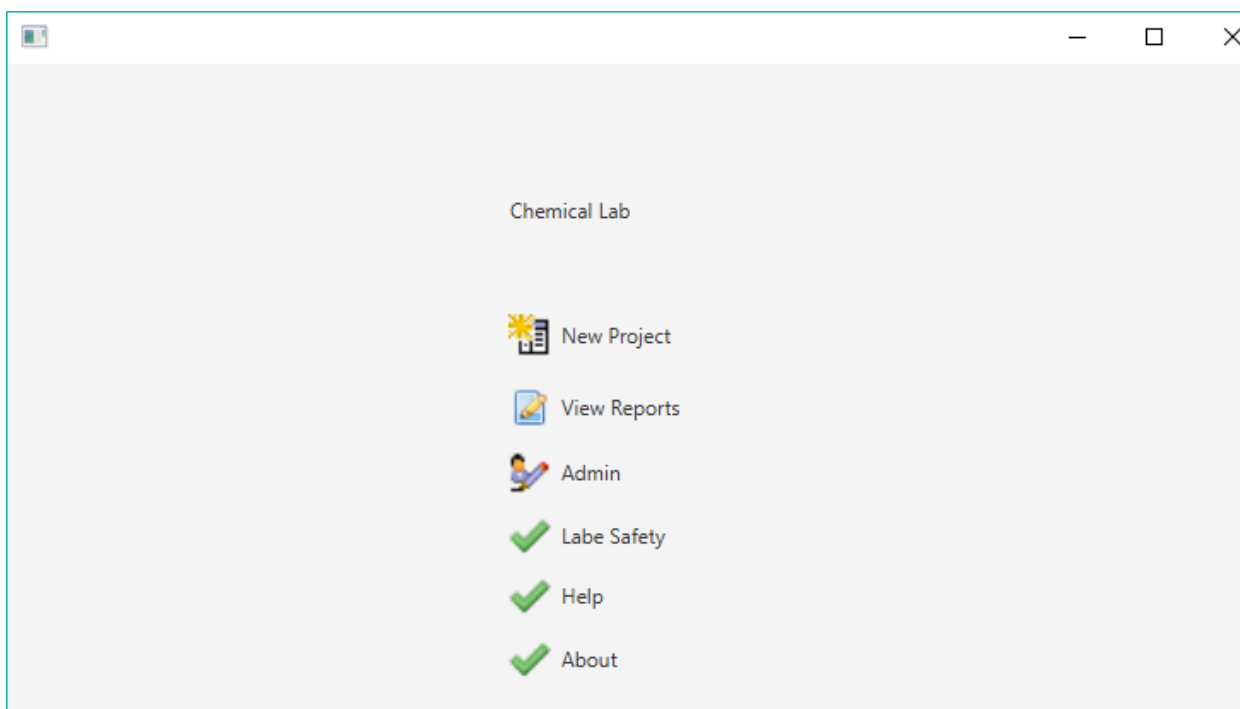 Chemical Lab
New Project
View Reports
Admin
Labe Safety
Help
About